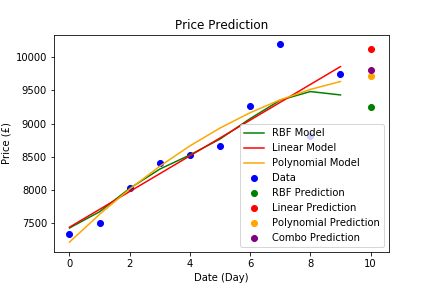 Price Prediction
Price (£)
10000
9500
9000
8500
8000
7500
RBF Model
Linear Model
Polynomial Model
Data
RBF Prediction
Linear Prediction
Polynomial Prediction
Combo Prediction
0 2 4 6 8 10
Date (Day)